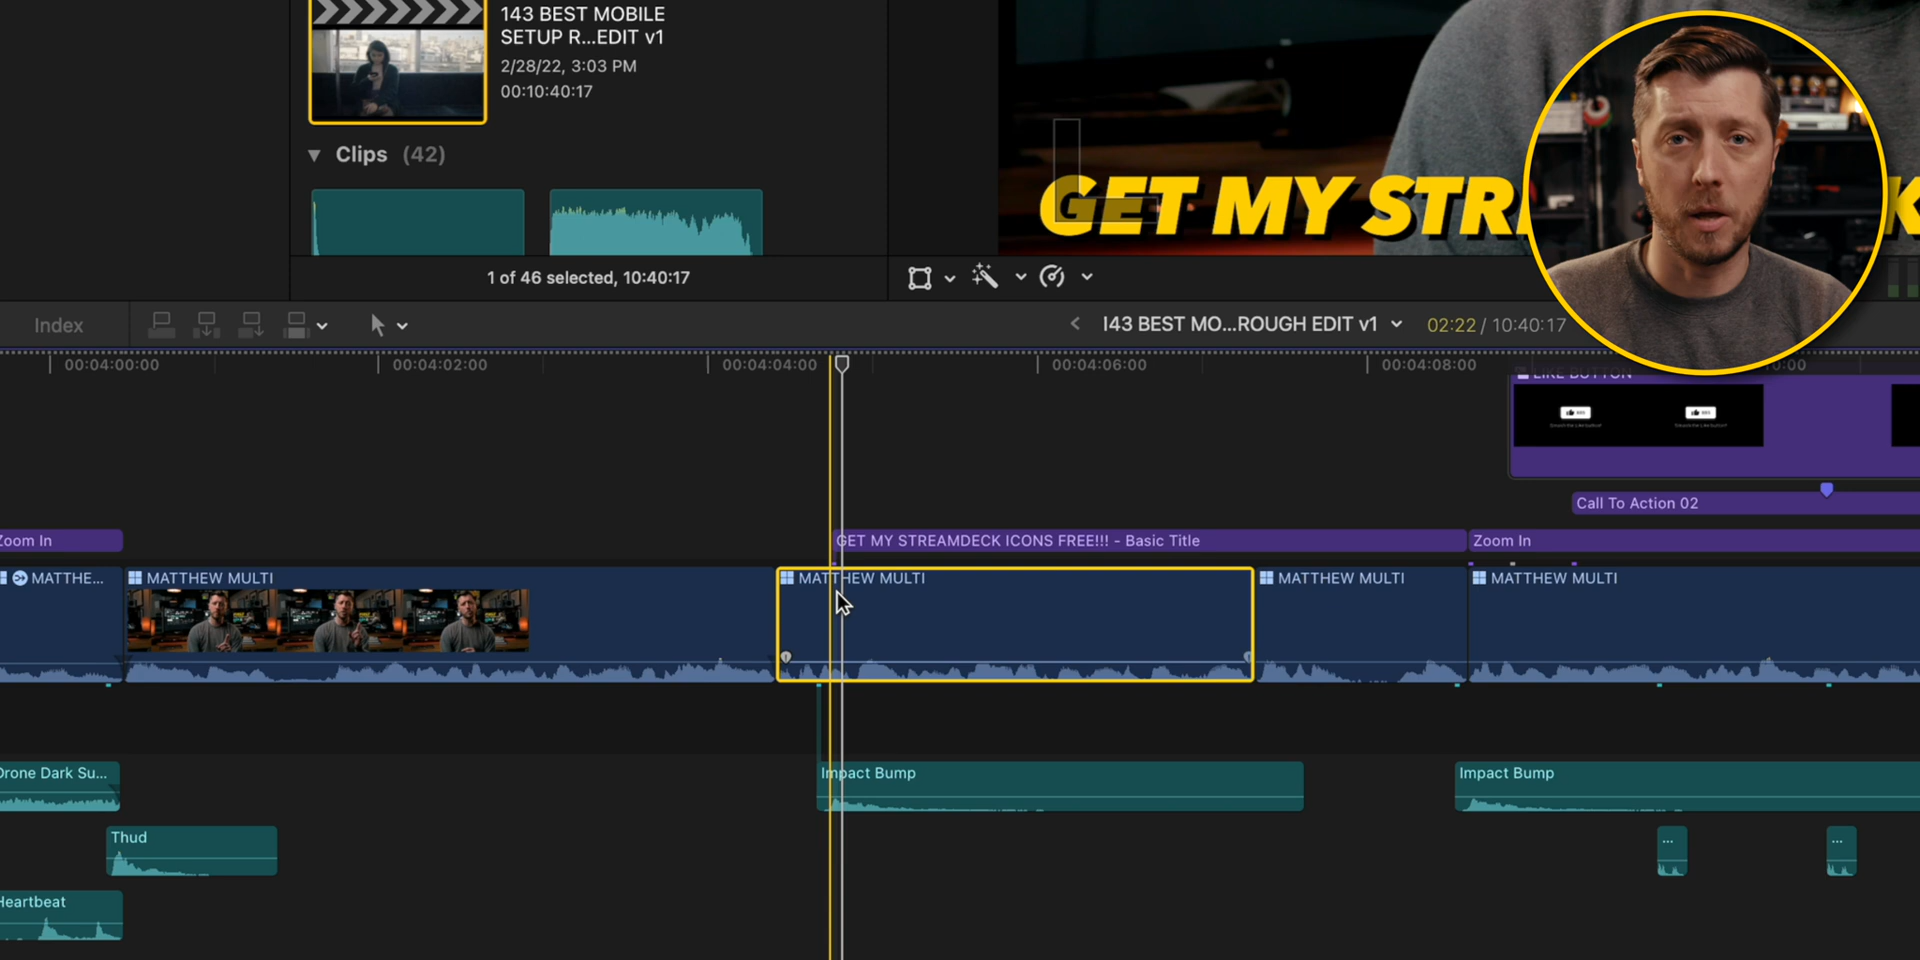 143 BEST MOBILE
SETUP R...EDIT v1
2/28/22, 3:03 PM
00:10:40:17
Clips (42)
1 of 46 selected, 10:40:17
GET MY STR
K
Index
143 BEST MO...ROUGH EDIT v1
02:22 / 10:40:17
00:04:00:00
00:04:02:00
00:04:04:00
00:04:06:00
00:04:08:00
LIKE BUTTON
Call To Action 02
Zoom In
GET MY STREAMDECK ICONS FREE!!! - Basic Title
Zoom In
MATTHE...
MATTHEW MULTI
MATTHEW MULTI
MATTHEW MULTI
MATTHEW MULTI
Drone Dark Su...
Impact Bump
Impact Bump
Thud
...
...
Heartbeat